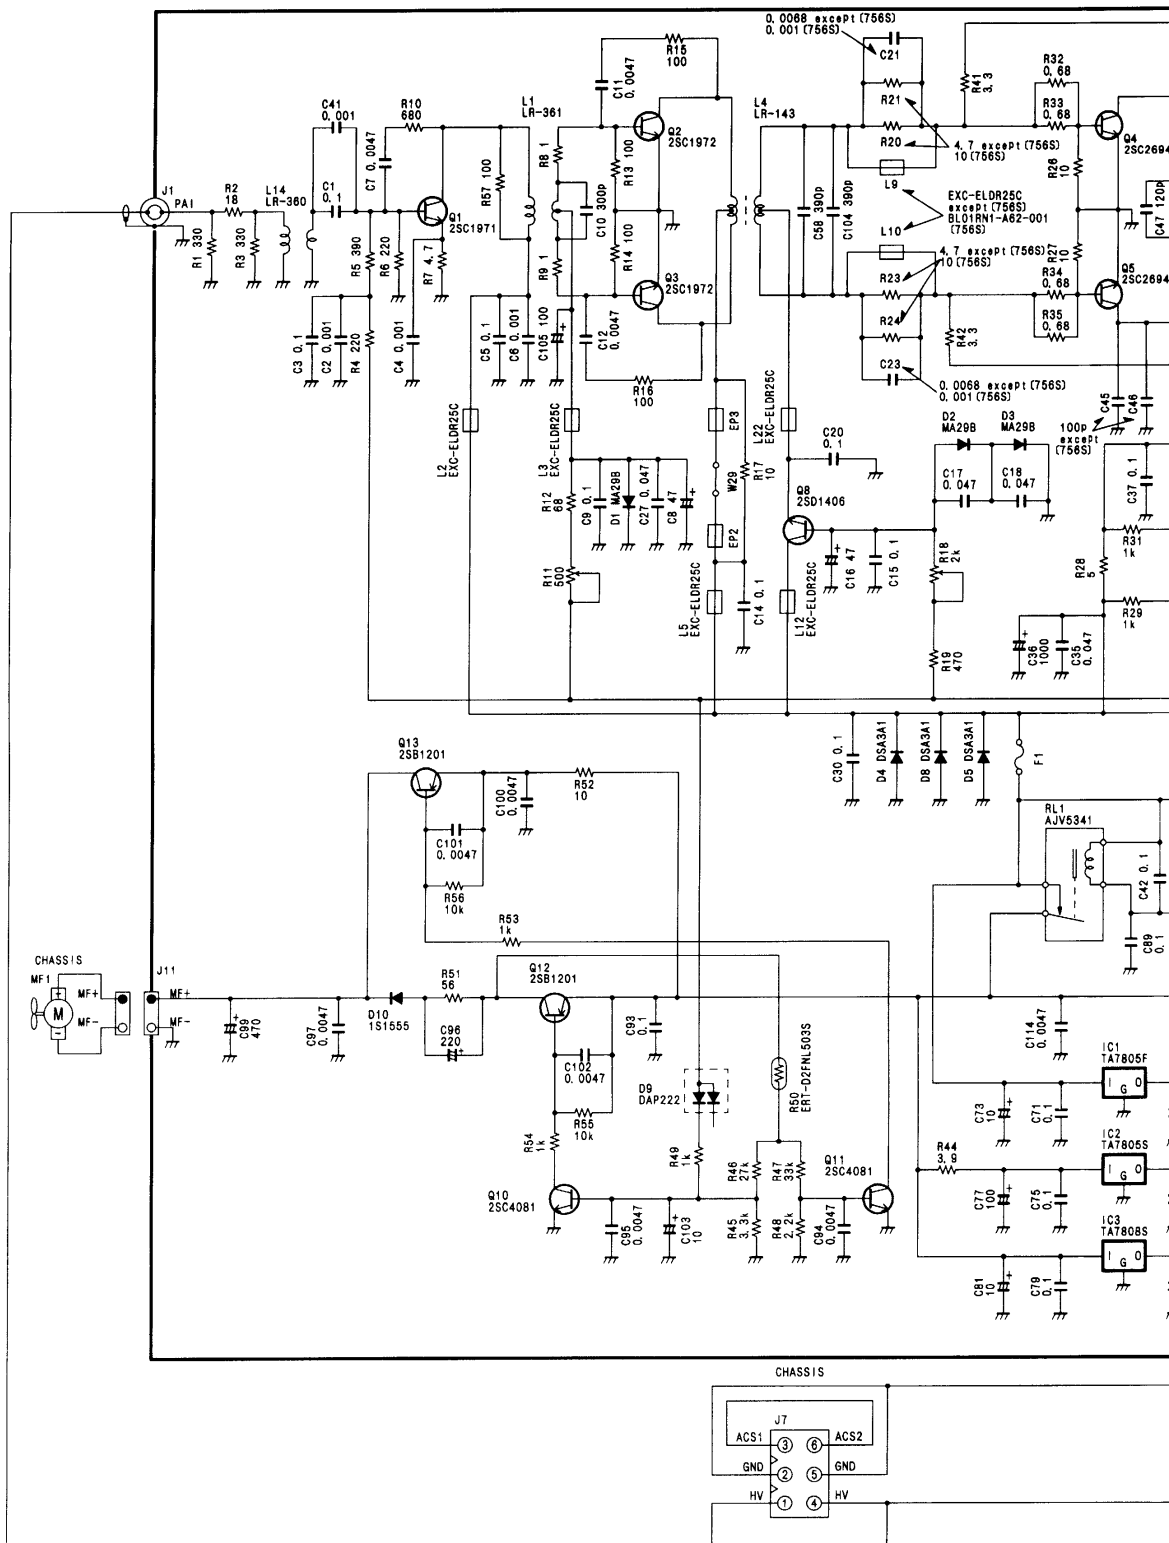 0.0068 except (756S)
0.001 (756S)
C21
R15
100
C11
0.0047
R41
3.3
R32
0.68
R33
0.68
C41
0.001
R10
680
L1
LR-361
L4
LR-143
R21
R20
4.7 except (756S)
10 (756S)
Q2
2SC1972
Q4
2SC2694
C7 0.0047
R57 100
R8 1
R13 100
C10 300p
R26
10
L9
C58 390p
C104 390p
EXC-ELDR25C
except (756S)
BL01RN1-A62-001
(756S)
C47 120p
J1
PAI
R2
18
L14
LR-360
C1
0.1
Q1
2SC1971
R1 330
R3 330
R5 390
R6 220
R7 4.7
R9 1
R14 100
L10
4.7 except (756S)
10 (756S)
R23
R24
R27
10
R34
0.68
R35
0.68
Q3
2SC1972
Q5
2SC2694
C3 0.1
C2 0.001
R4 220
C4 0.001
C5 0.1
C6 0.001
C105 100
C12
0.0047
R16
100
R42
3.3
C23
0.0068 except (756S)
0.001 (756S)
C45
C46
100p
except
(756S)
L2
EXC-ELDR25C
L3
EXC-ELDR25C
EP3
L22
EXC-ELDR25C
C20
0.1
D2
MA29B
D3
MA29B
R12
68
C9 0.1
D1 MA29B
C27 0.047
C8 47
W29
R17
10
C17
0.047
C18
0.047
C37 0.1
Q8
2SD1406
EP2
R11
500
C16 47
C15 0.1
R18
2k
R31
1k
R28
5
R29
1k
L5
EXC-ELDR25C
C14 0.1
L12
EXC-ELDR25C
R19
470
C36
1000
C35
0.047
Q13
2SB1201
C100
0.0047
R52
10
C30 0.1
D4 DSA3A1
D8 DSA3A1
D5 DSA3A1
F1
RL1
AJV5341
C101
0.0047
R56
10k
C42 0.1
R53
1k
C89
0.1
CHASSIS
MF1
MF+
MF-
M
J11
MF+
MF-
C99
470
C97
0.0047
D10
1S1555
R51
56
C96
220
Q12
2SB1201
C93
0.1
C114
0.0047
C102
0.0047
D9
DAP222
R50
ERT-D2FNL503S
IC1
TA7805F
I G O
C73
10
C71
0.1
R55
10k
R54
1k
R49
1k
R46
27k
R47
33k
Q11
2SC4081
R44
3.9
IC2
TA7805S
I G O
C77
100
C75
0.1
Q10
2SC4081
C95
0.0047
C103
10
R45
3.3k
R48
2.2k
C94
0.0047
IC3
TA7808S
I G O
C81
10
C79
0.1
CHASSIS
J7
ACS1 3 6 ACS2
GND 2 5 GND
HV 1 4 HV